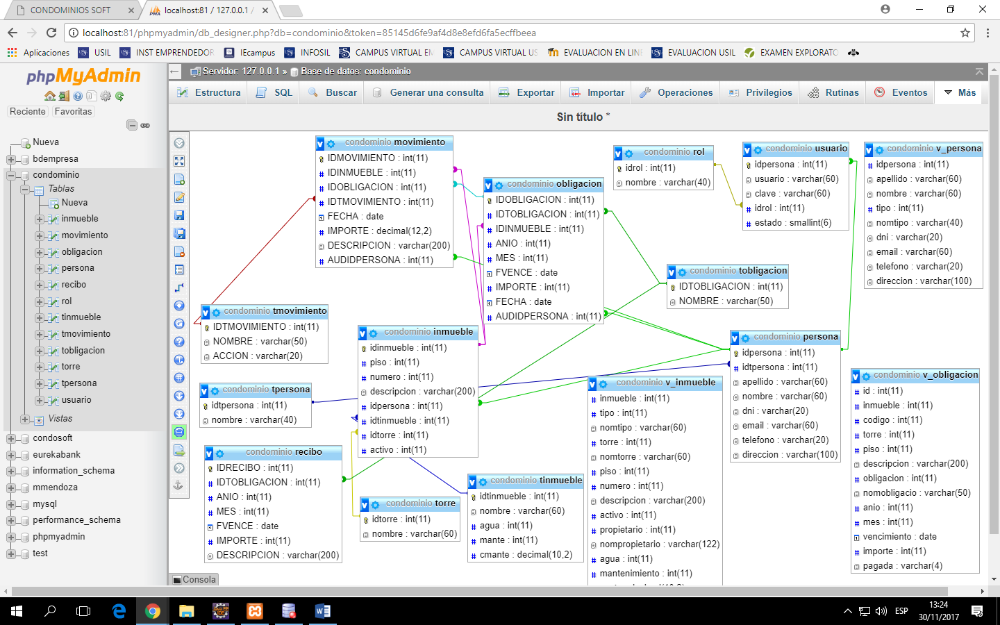 CONDOMINIOS SOFT
localhost:81 / 127.0.0.1 /
localhost:81/phpmyadmin/db_designer.php?db=condominio&token=85145d6fe9af4d8e8efd6fa5ecffbeea
Aplicaciones
USIL
INST EMPRENDEDOR
IEcampus
INFOSIL
CAMPUS VIRTUAL EM
CAMPUS VIRTUAL US
EVALUACION EN LINE
EVALUACION USIL
EXAMEN EXPLORATO
phpMyAdmin
Reciente
Favoritas
Nueva
bdempresa
condominio
Tablas
Nueva
inmueble
movimiento
obligacion
persona
recibo
rol
tinmueble
tmovimiento
tobligacion
torre
tpersona
usuario
Vistas
condosoft
eurekabank
information_schema
mmendoza
mysql
performance_schema
phpmyadmin
test
Servidor: 127.0.0.1 » Base de datos: condominio
Estructura
SQL
Buscar
Generar una consulta
Exportar
Importar
Operaciones
Privilegios
Rutinas
Eventos
Más
Sin título *
condominio movimiento
IDMOVIMIENTO : int(11)
IDINMUEBLE : int(11)
IDOBLIGACION : int(11)
IDTMOVIMIENTO : int(11)
FECHA : date
IMPORTE : decimal(12,2)
DESCRIPCION : varchar(200)
AUDIDPERSONA : int(11)
condominio obligacion
IDOBLIGACION : int(11)
IDTOBLIGACION : int(11)
IDINMUEBLE : int(11)
ANIO : int(11)
MES : int(11)
FVENCE : date
IMPORTE : int(11)
FECHA : date
AUDIDPERSONA : int(11)
condominio rol
idrol : int(11)
nombre : varchar(40)
condominio usuario
idpersona : int(11)
usuario : varchar(60)
clave : varchar(60)
idrol : int(11)
estado : smallint(6)
condominio v_persona
idpersona : int(11)
apellido : varchar(60)
nombre : varchar(60)
tipo : int(11)
nomtipo : varchar(40)
dni : varchar(20)
email : varchar(60)
telefono : varchar(20)
direccion : varchar(100)
condominio tobligacion
IDTOBLIGACION : int(11)
NOMBRE : varchar(50)
condominio tmovimiento
IDTMOVIMIENTO : int(11)
NOMBRE : varchar(50)
ACCION : varchar(20)
condominio inmueble
idinmueble : int(11)
piso : int(11)
numero : int(11)
descripcion : varchar(200)
idpersona : int(11)
idtinmueble : int(11)
idtorre : int(11)
activo : int(11)
condominio persona
idpersona : int(11)
idtpersona : int(11)
apellido : varchar(60)
nombre : varchar(60)
dni : varchar(20)
email : varchar(60)
telefono : varchar(20)
direccion : varchar(100)
condominio tpersona
idtpersona : int(11)
nombre : varchar(40)
condominio v_inmueble
inmueble : int(11)
tipo : int(11)
nomtipo : varchar(60)
torre : int(11)
nomtorre : varchar(60)
piso : int(11)
numero : int(11)
descripcion : varchar(200)
activo : int(11)
propietario : int(11)
nompropietario : varchar(122)
agua : int(11)
mantenimiento : int(11)
condominio v_obligacion
id : int(11)
inmueble : int(11)
codigo : int(11)
torre : int(11)
piso : int(11)
descripcion : varchar(200)
obligacion : int(11)
nomobligacio : varchar(50)
anio : int(11)
mes : int(11)
vencimiento : date
importe : int(11)
pagada : varchar(4)
condominio recibo
IDRECIBO : int(11)
IDTOBLIGACION : int(11)
ANIO : int(11)
MES : int(11)
FVENCE : date
IMPORTE : int(11)
DESCRIPCION : varchar(200)
condominio torre
idtorre : int(11)
nombre : varchar(60)
condominio tinmueble
idtinmueble : int(11)
nombre : varchar(60)
agua : int(11)
mante : int(11)
cmante : decimal(10,2)
Consola
ESP
13:24
30/11/2017